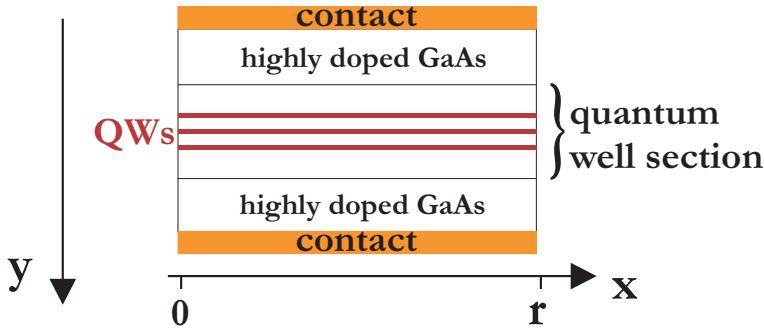 contact
highly doped GaAs
QWs
quantum
well section
highly doped GaAs
contact
y
x
0
r